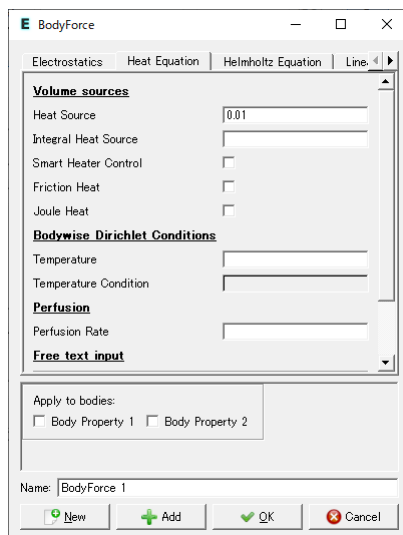 BodyForce
Electrostatics Heat Equation Helmholtz Equation
Volume sources
Heat Source 0.01
Integral Heat Source
Smart Heater Control
Friction Heat
Joule Heat
Bodywise Dirichlet Conditions
Temperature
Temperature Condition
Perfusion
Perfusion Rate
Free text input
Apply to bodies:
Body Property 1 Body Property 2
Name: BodyForce 1
New Add OK Cancel